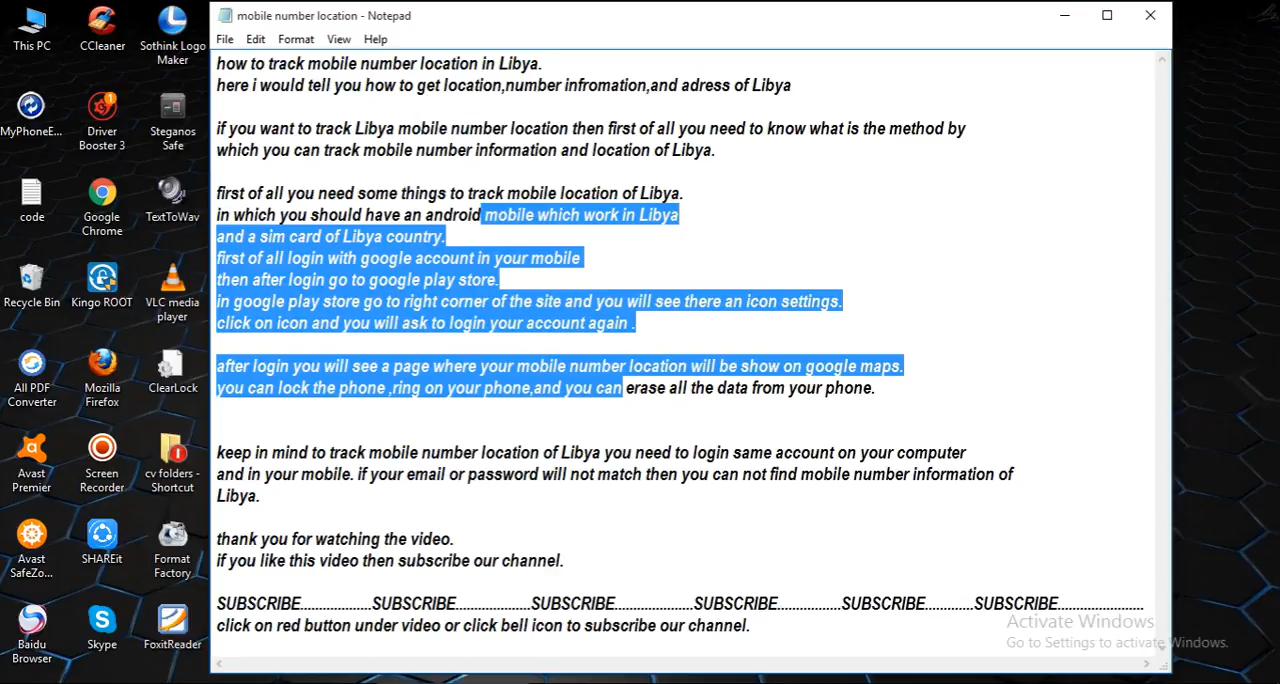 mobile number location - Notepad
File Edit Format View Help
how to track mobile number location in Libya.
here i would tell you how to get location,number infromation,and adress of Libya
if you want to track Libya mobile number location then first of all you need to know what is the method by
which you can track mobile number information and location of Libya.
first of all you need some things to track mobile location of Libya.
in which you should have an android mobile which work in Libya
and a sim card of Libya country.
first of all login with google account in your mobile
then after login go to google play store.
in google play store go to right corner of the site and you will see there an icon settings.
click on icon and you will ask to login your account again .
after login you will see a page where your mobile number location will be show on google maps.
you can lock the phone ,ring on your phone,and you can erase all the data from your phone.
keep in mind to track mobile number location of Libya you need to login same account on your computer
and in your mobile. if your email or password will not match then you can not find mobile number information of
Libya.
thank you for watching the video.
if you like this video then subscribe our channel.
SUBSCRIBE..................SUBSCRIBE...................SUBSCRIBE....................SUBSCRIBE................SUBSCRIBE............SUBSCRIBE......................
click on red button under video or click bell icon to subscribe our channel.
Activate Windows
Go to Settings to activate Windows.
This PC
CCleaner
Sothink Logo
Maker
MyPhoneE...
Driver
Booster 3
Steganos
Safe
code
Google
Chrome
TextToWav
Recycle Bin
Kingo ROOT
VLC media
player
All PDF
Converter
Mozilla
Firefox
ClearLock
Avast
Premier
Screen
Recorder
cv folders -
Shortcut
Avast
SafeZo...
SHAREit
Format
Factory
Baidu
Browser
Skype
FoxitReader